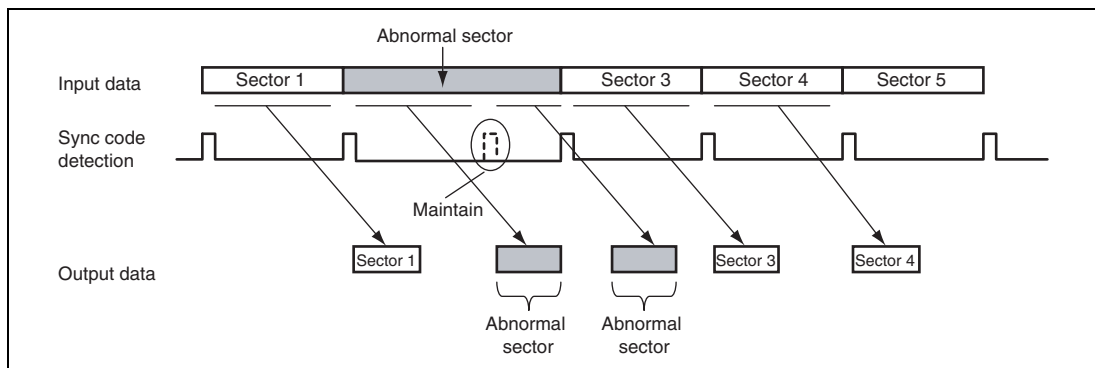 Abnormal sector
Input data
Sector 1
Sector 3
Sector 4
Sector 5
Sync code
detection
Maintain
Output data
Sector 1
Sector 3
Sector 4
Abnormal
sector
Abnormal
sector